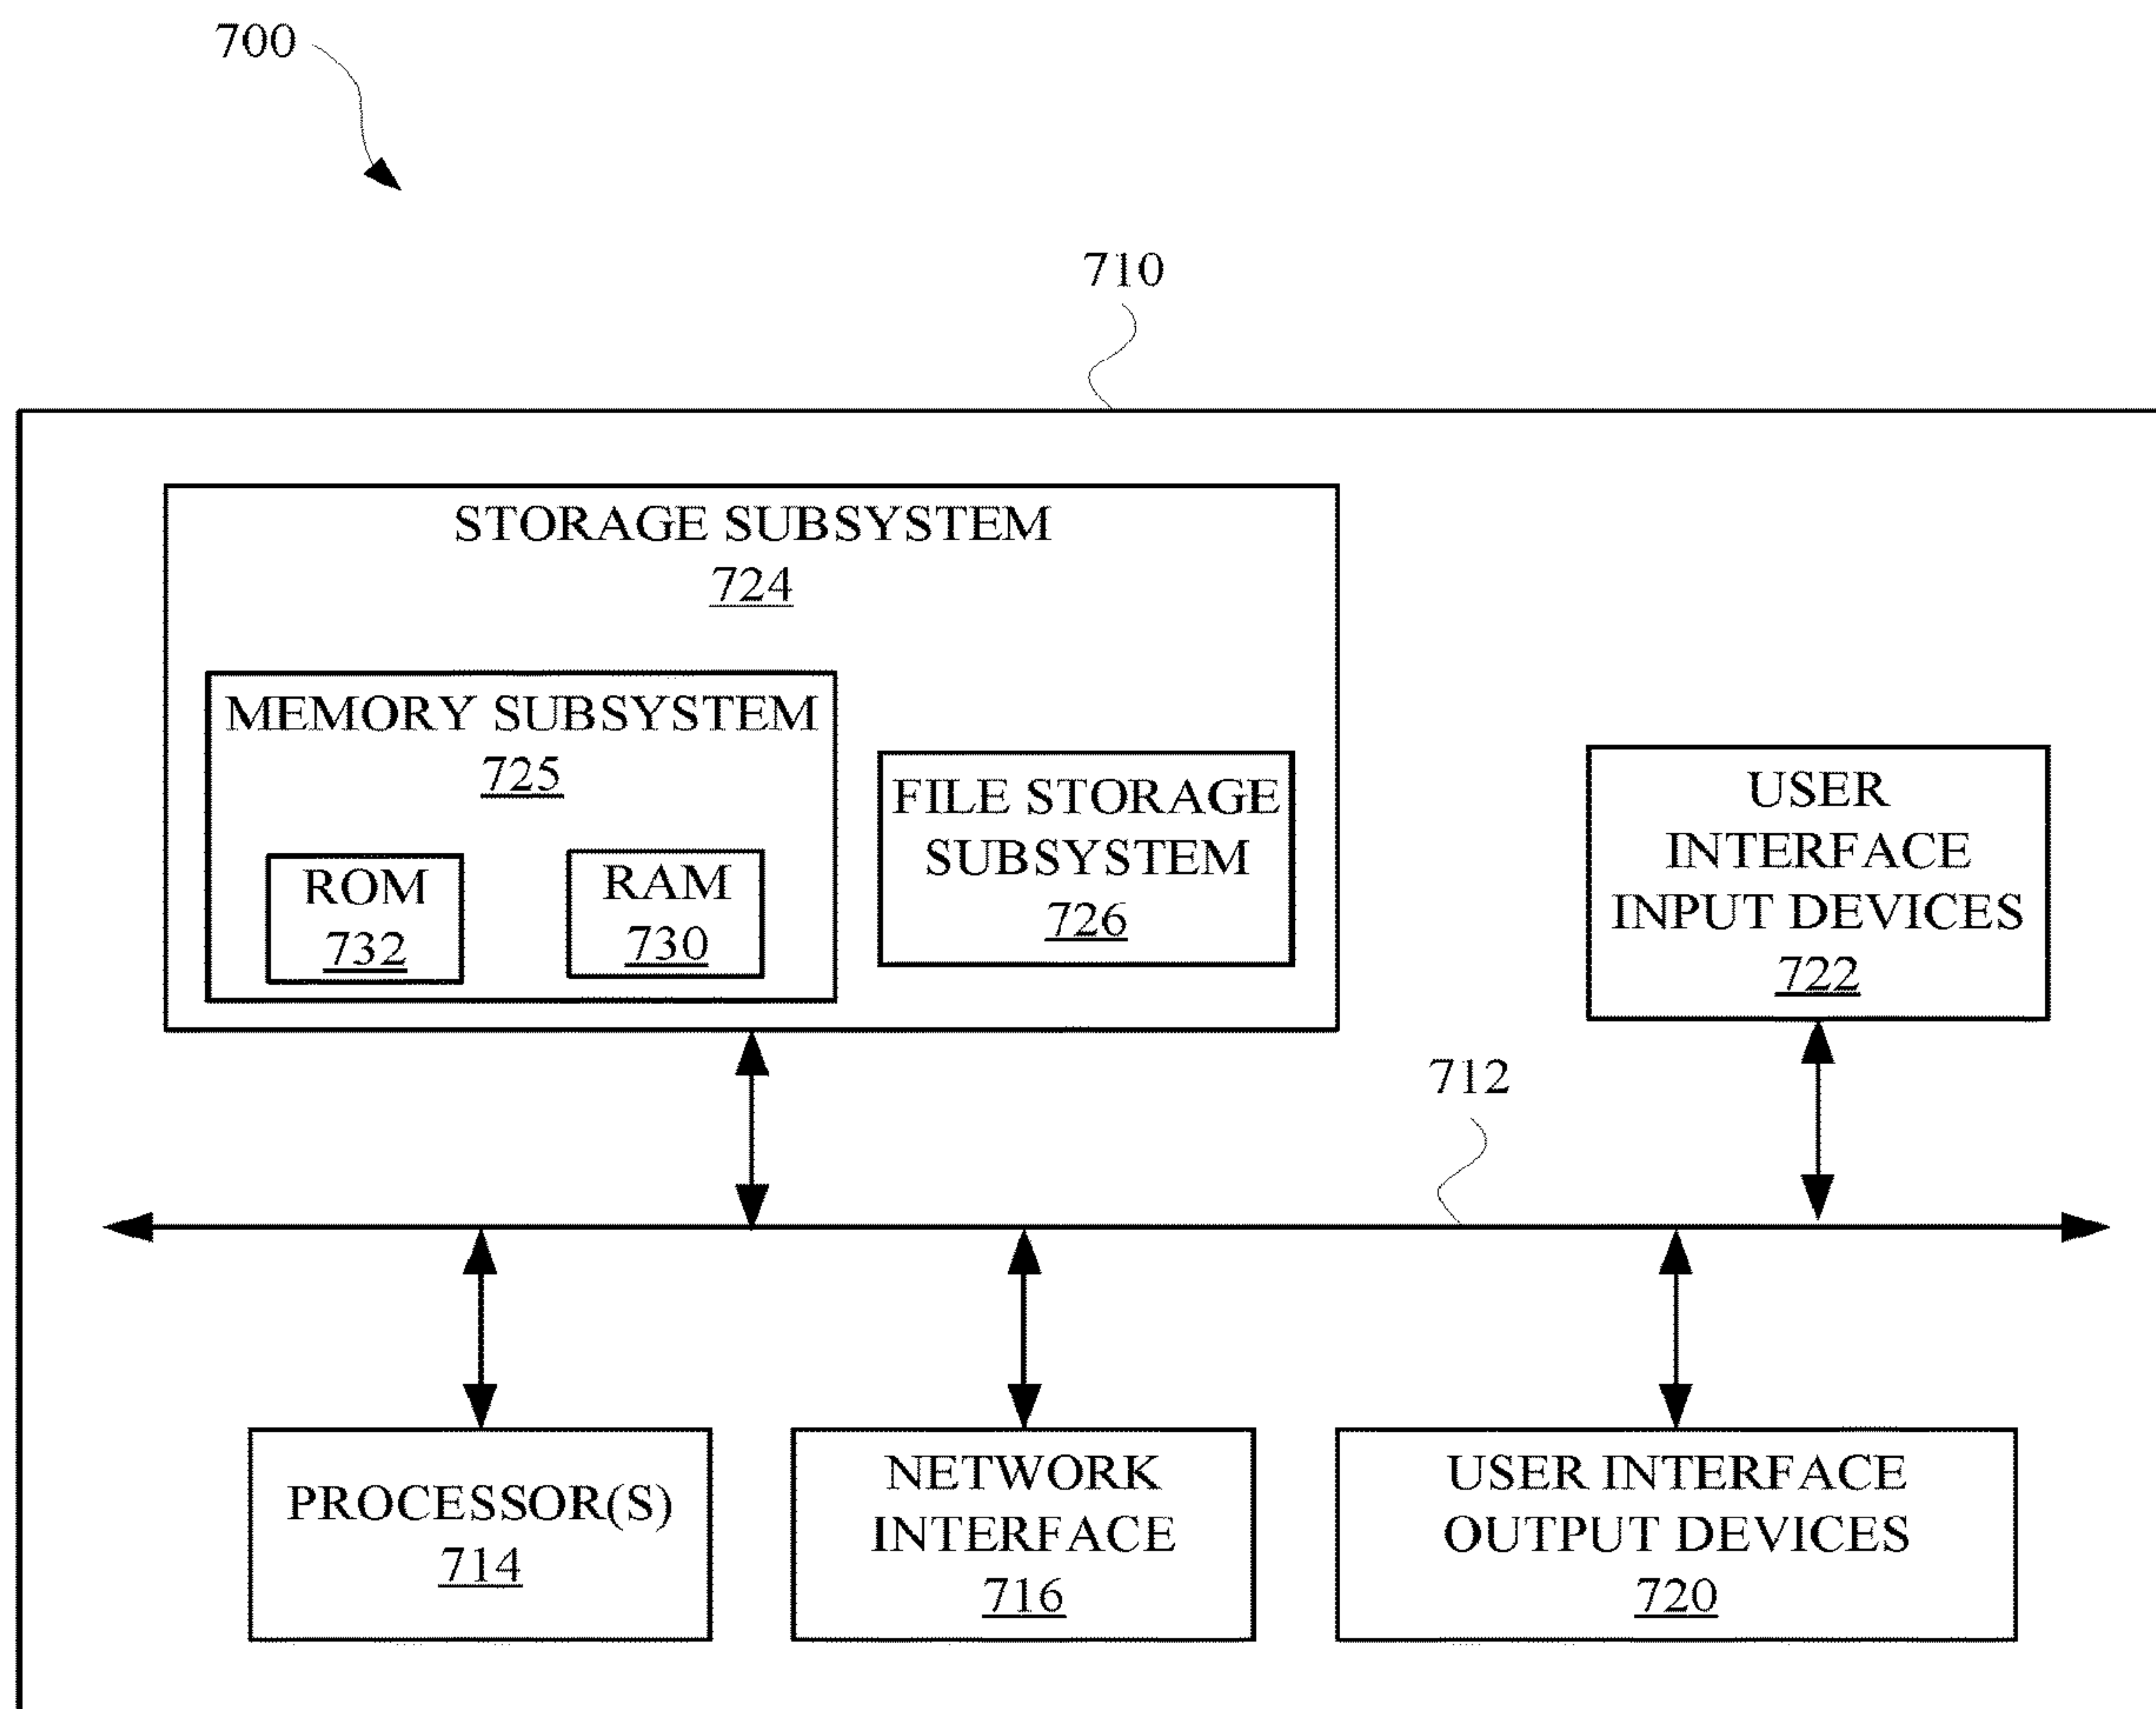 700
710
STORAGE SUBSYSTEM
724
MEMORY SUBSYSTEM
725
ROM
732
RAM
730
FILE STORAGE
SUBSYSTEM
726
USER
INTERFACE
INPUT DEVICES
722
712
PROCESSOR(S)
714
NETWORK
INTERFACE
716
USER INTERFACE
OUTPUT DEVICES
720